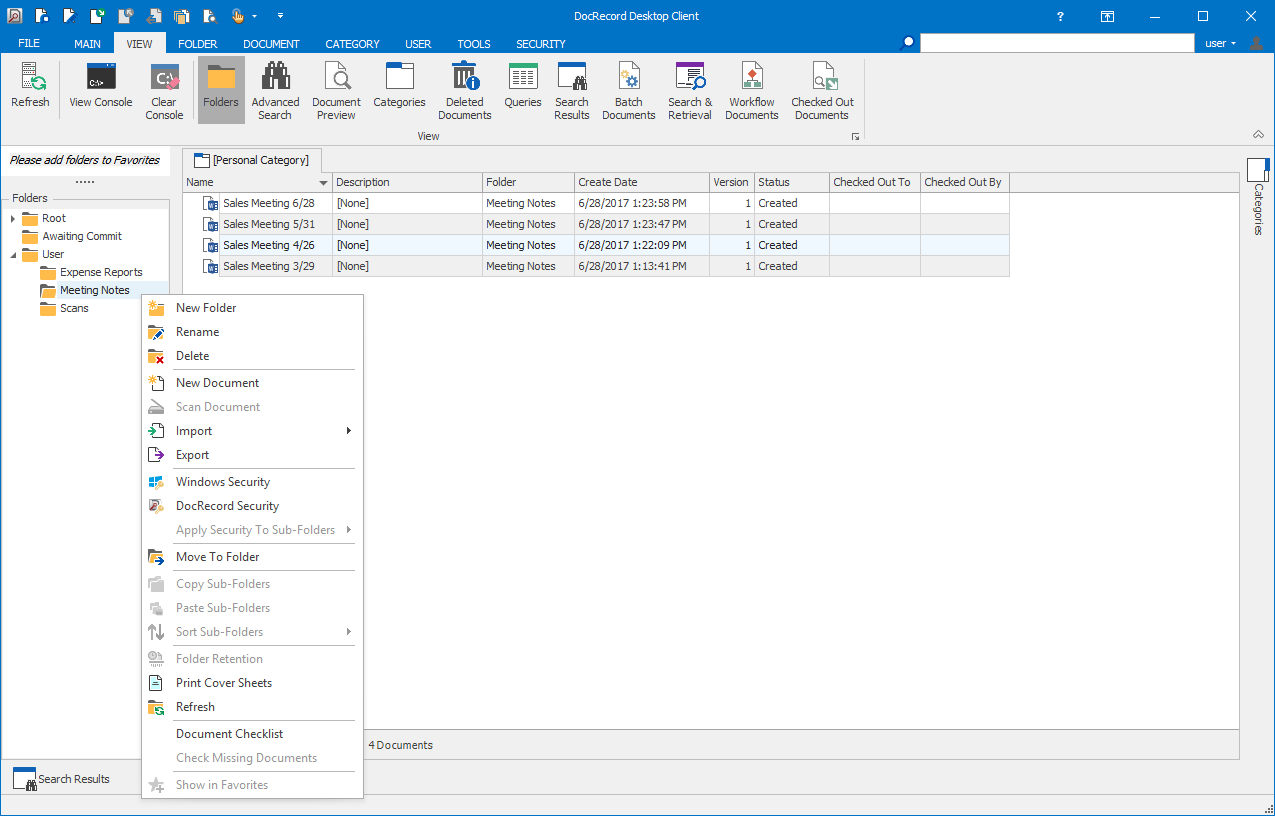 DocRecord Desktop Client
?
FILE MAIN VIEW FOLDER DOCUMENT CATEGORY USER TOOLS SECURITY user
Refresh
View Console
Clear
Console
Folders
Advanced
Search
Document
Preview
Categories
Deleted
Documents
Queries
Search
Results
Batch
Documents
Search &
Retrieval
Workflow
Documents
Checked Out
Documents
View
Please add folders to Favorites
Folders
Root
Awaiting Commit
User
Expense Reports
Meeting Notes
Scans
[Personal Category]
Name Description Folder Create Date Version Status Checked Out To Checked Out By
Sales Meeting 6/28 [None] Meeting Notes 6/28/2017 1:23:58 PM 1 Created
Sales Meeting 5/31 [None] Meeting Notes 6/28/2017 1:23:47 PM 1 Created
Sales Meeting 4/26 [None] Meeting Notes 6/28/2017 1:22:09 PM 1 Created
Sales Meeting 3/29 [None] Meeting Notes 6/28/2017 1:13:41 PM 1 Created
Categories
New Folder
Rename
Delete
New Document
Scan Document
Import
Export
Windows Security
DocRecord Security
Apply Security To Sub-Folders
Move To Folder
Copy Sub-Folders
Paste Sub-Folders
Sort Sub-Folders
Folder Retention
Print Cover Sheets
Refresh
Document Checklist
Check Missing Documents
Show in Favorites
4 Documents
Search Results